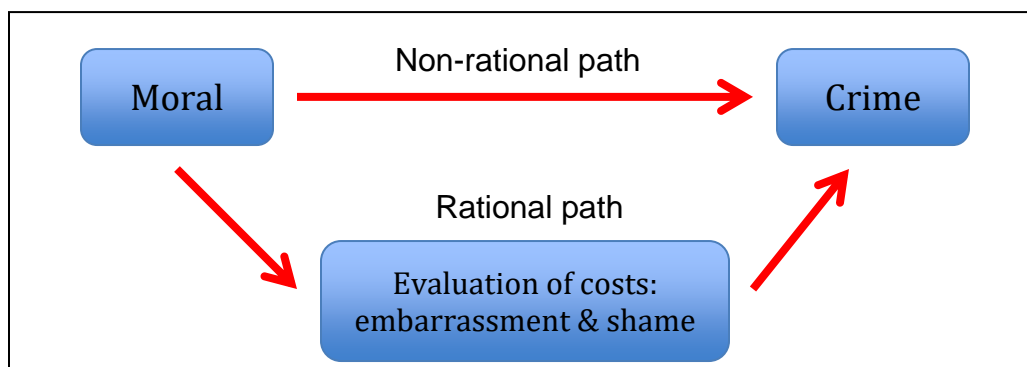 Non-rational path
Moral
Crime
Rational path
Evaluation of costs:
embarrassment & shame